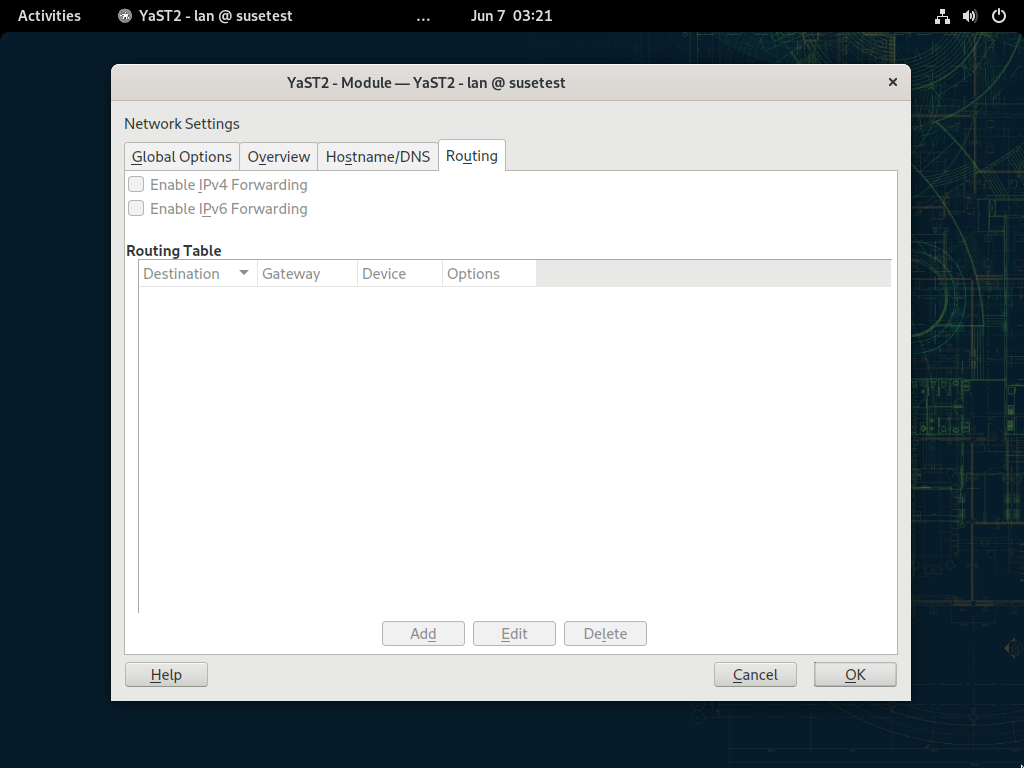 Activities YaST2 - lan @ susetest ... Jun 7 03:21
YaST2 - Module — YaST2 - lan @ susetest
Network Settings
Global Options Overview Hostname/DNS Routing
Enable IPv4 Forwarding
Enable IPv6 Forwarding
Routing Table
Destination Gateway Device Options
Add Edit Delete
Help Cancel OK